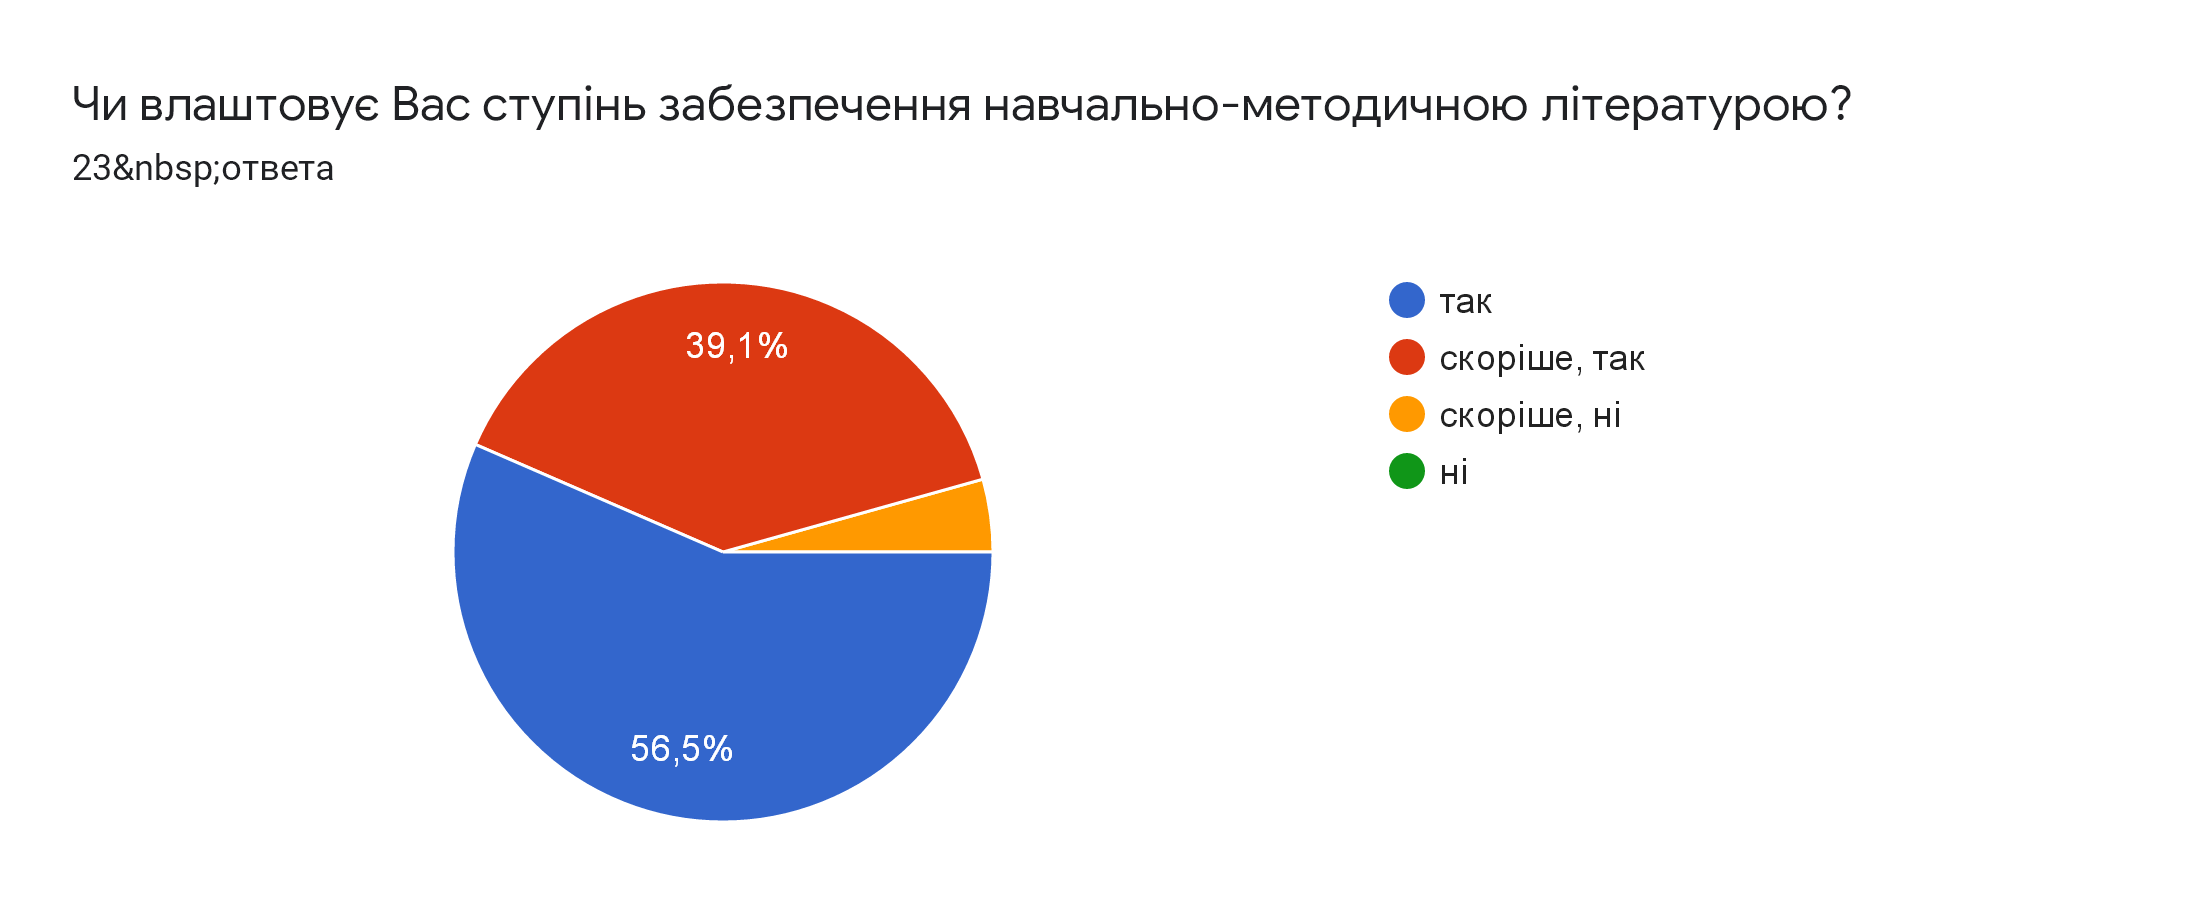 Чи влаштовує Вас ступінь забезпечення навчально-методичною літературою?
23&nbsp;ответа
39,1%
56,5%
так
скоріше, так
скоріше, ні
ні